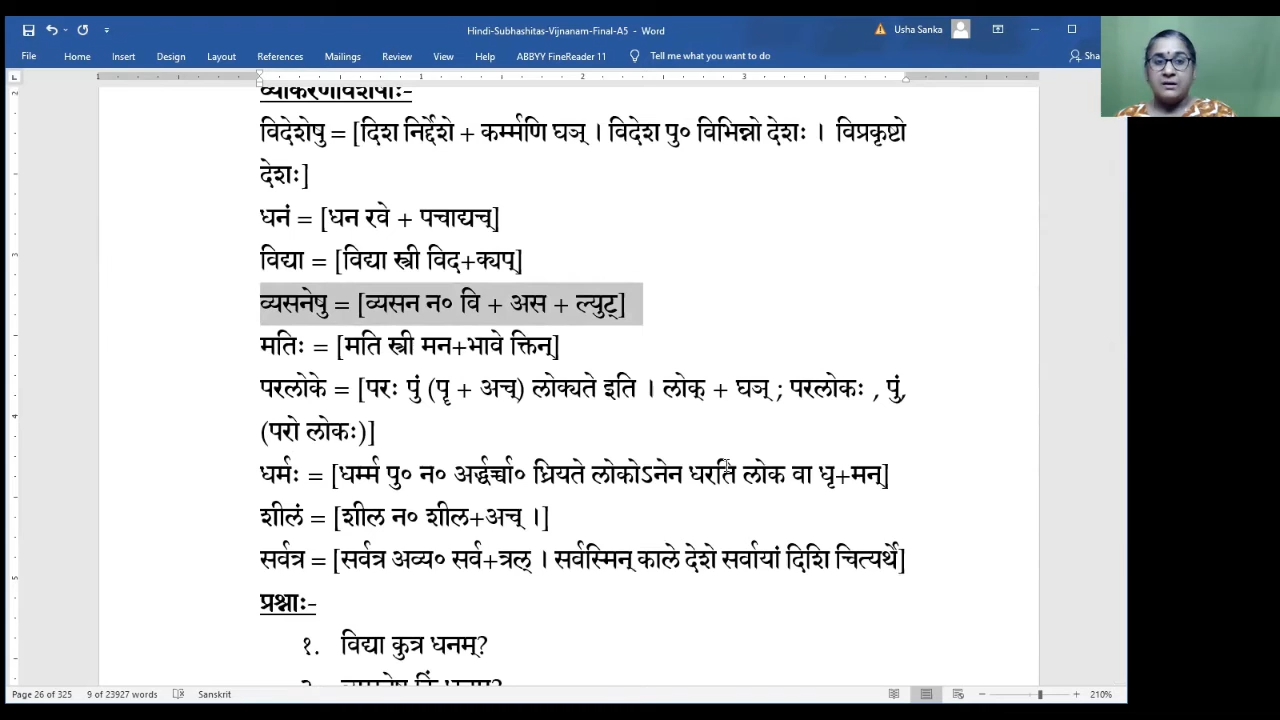 Hindi-Subhashitas-Vijnanam-Final-A5 - Word
Usha Sanka
File Home Insert Design Layout References Mailings Review View Help ABBYY FineReader 11 Tell me what you want to do Sha
व्याकरणविशेषाः-
विदेशेषु = [दिश निर्द्देशे + कर्म्मणि घञ् । विदेश पु० विभिन्नो देशः । विप्रकृष्टो
देशः]
धनं = [धन रवे + पचाद्यच्]
विद्या = [विद्या स्त्री विद+क्यप्]
व्यसनेषु = [व्यसन न० वि + अस + ल्युट्]
मतिः = [मति स्त्री मन+भावे क्तिन्]
परलोके = [परः पुं (पॄ + अच्) लोक्यते इति । लोक् + घञ् ; परलोकः , पुं,
(परो लोकः)]
धर्मः = [धर्म्म पु० न० अर्द्धर्च्चा० ध्रियते लोकोऽनेन धरति लोक वा धृ+मन्]
शीलं = [शील न० शील+अच् ।]
सर्वत्र = [सर्वत्र अव्य० सर्व+त्रल् । सर्वस्मिन् काले देशे सर्वायां दिशि चित्यर्थे]
प्रश्नाः-
१. विद्या कुत्र धनम्?
Page 26 of 325 9 of 23927 words Sanskrit 210%